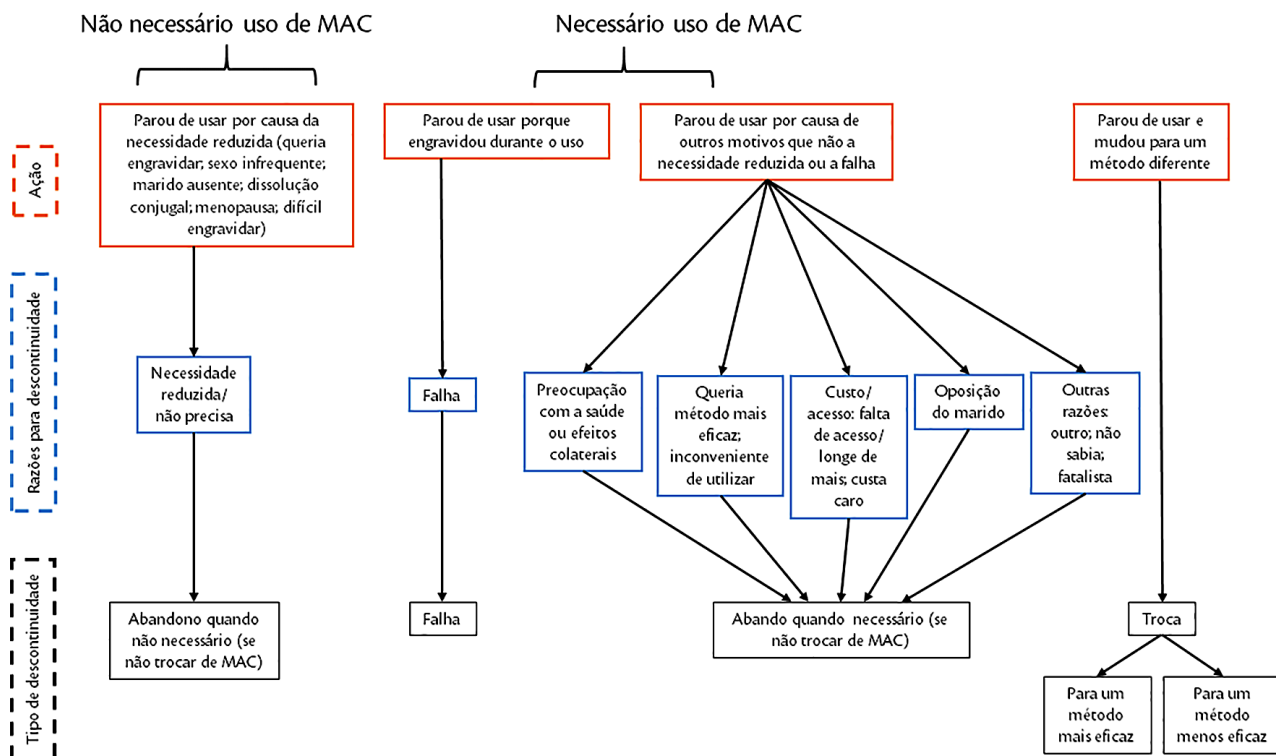 Não necessário uso de MAC
Necessário uso de MAC
Ação
Parou de usar por causa da
necessidade reduzida (queria
engravidar; sexo infrequente;
marido ausente; dissolução
conjugal; menopausa; difícil
engravidar)
Parou de usar porque
engravidou durante o uso
Parou de usar por causa de
outros motivos que não a
necessidade reduzida ou a falha
Parou de usar e
mudou para um
método diferente
Razões para descontinuidade
Necessidade
reduzida/
não precisa
Falha
Preocupação
com a saúde
ou efeitos
colaterais
Queria
método mais
eficaz;
inconveniente
de utilizar
Custo/
acesso: falta
de acesso/
longe de
mais; custa
caro
Oposição
do marido
Outras
razões:
outro; não
sabia;
fatalista
Tipo de descontinuidade
Abandono quando
não necessário (se
não trocar de MAC)
Falha
Abando quando necessário (se
não trocar de MAC)
Troca
Para um
método
mais eficaz
Para um
método
menos eficaz